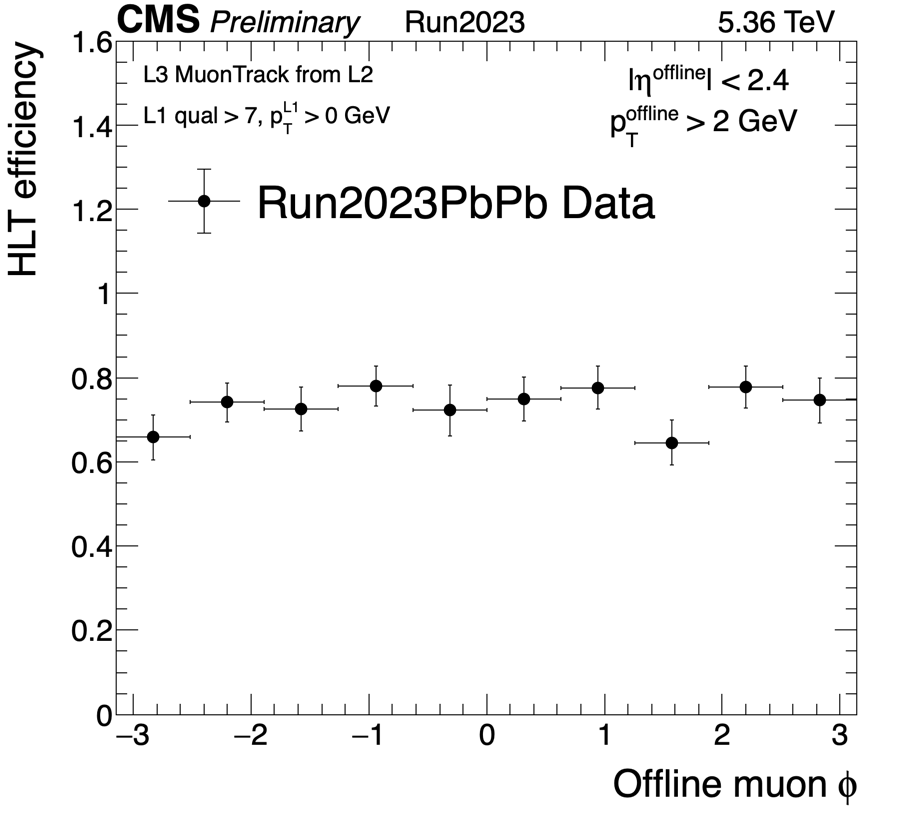 CMS Preliminary Run2023 5.36 TeV
L3 MuonTrack from L2
L1 qual > 7, p_T^L1 > 0 GeV
|η^offline| < 2.4
p_T^offline > 2 GeV
Run2023PbPb Data
HLT efficiency
1.6
1.4
1.2
1
0.8
0.6
0.4
0.2
0
−3 −2 −1 0 1 2 3
Offline muon ϕ